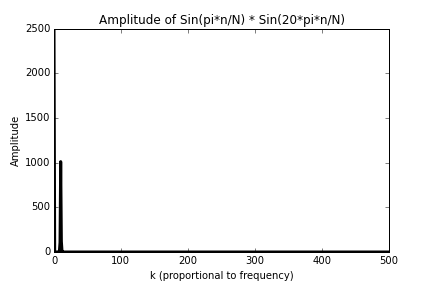 Amplitude of Sin(pi*n/N) * Sin(20*pi*n/N)
2500
2000
1500
1000
500
0
Amplitude
0 100 200 300 400 500
k (proportional to frequency)